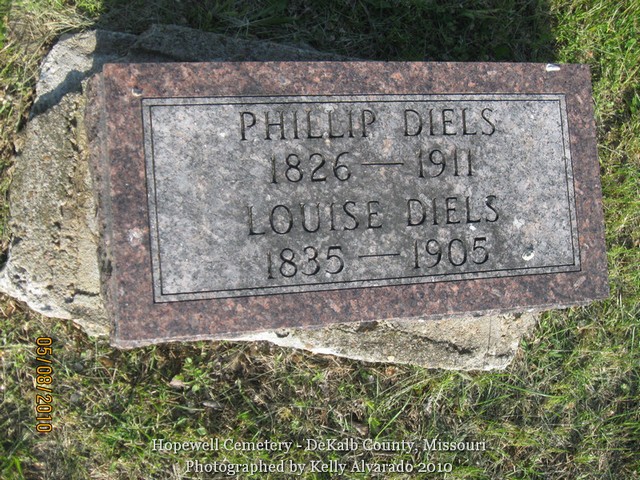 PHILLIP DIELS
1826 — 1911
LOUISE DIELS
1835 — 1905
05/08/2010
Hopewell Cemetery - DeKalb County, Missouri
Photographed by Kelly Alvarado 2010